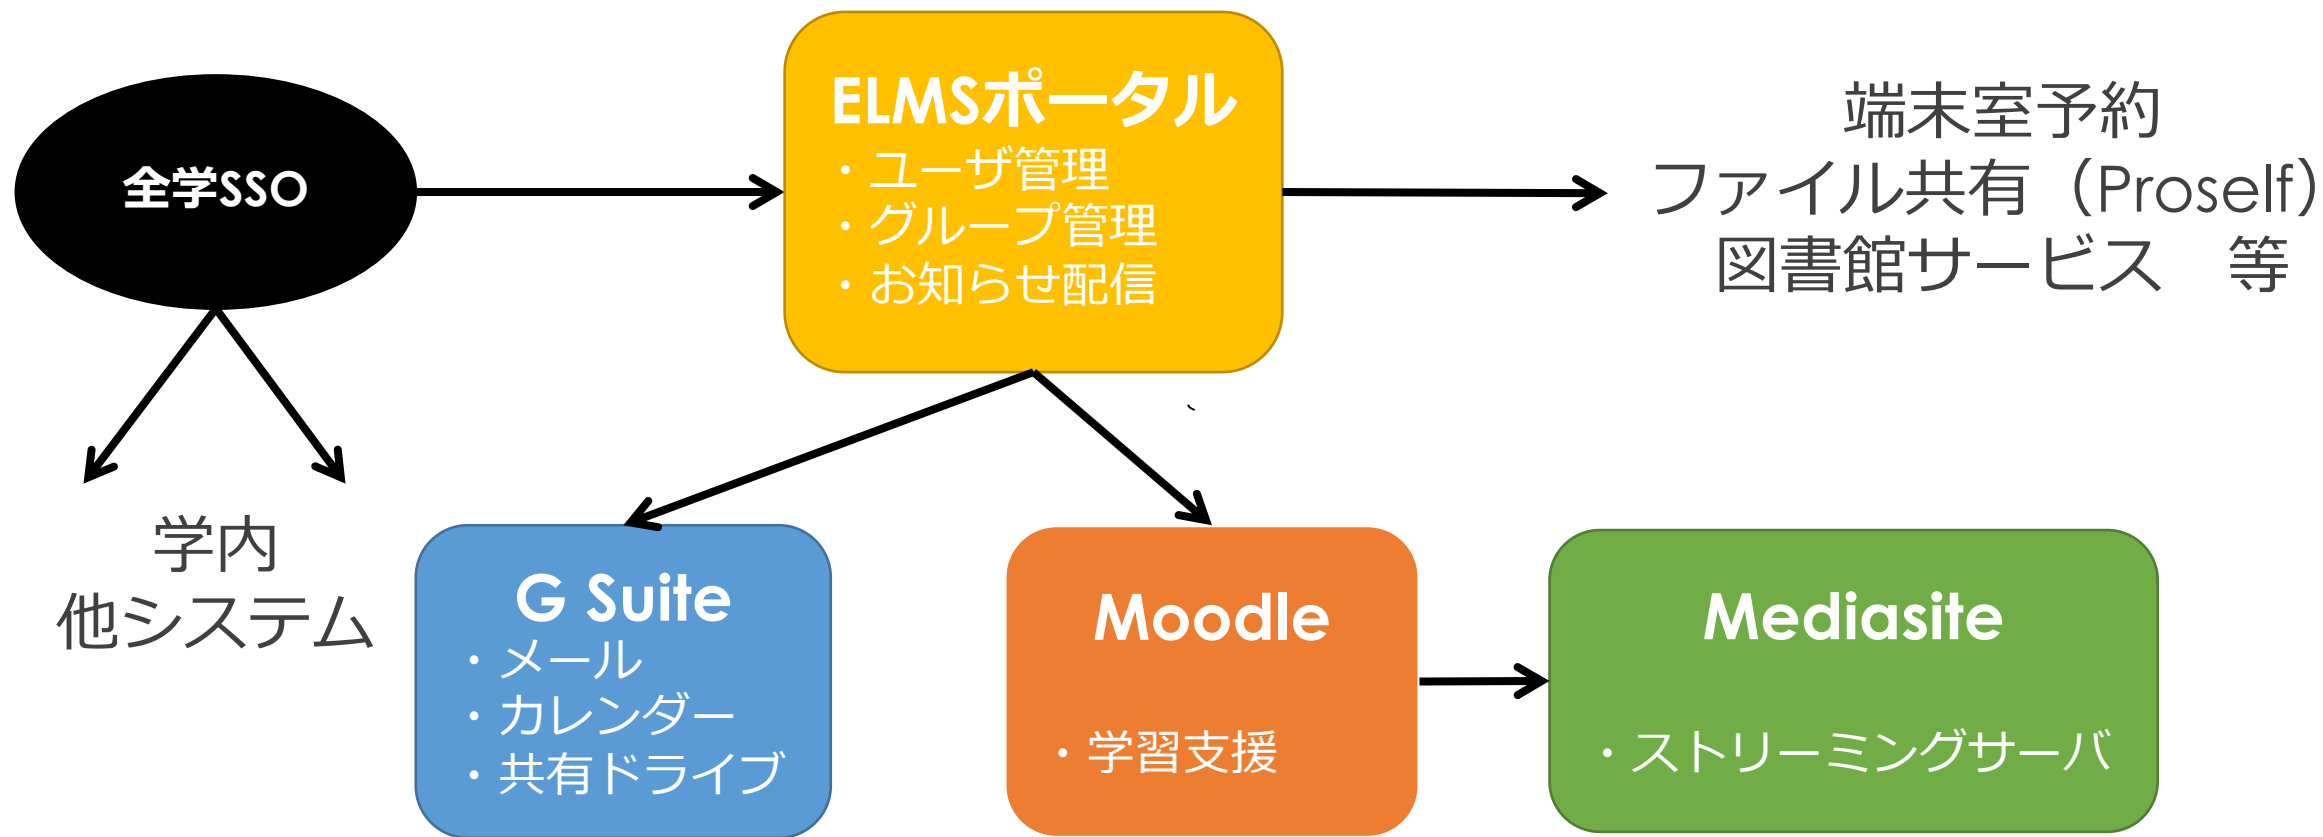 全学SSO
ELMSポータル
・ユーザ管理
・グループ管理
・お知らせ配信
端末室予約
ファイル共有（Proself）
図書館サービス　等
、
学内
他システム
G Suite
・メール
・カレンダー
・共有ドライブ
Moodle
・学習支援
Mediasite
・ストリーミングサーバ